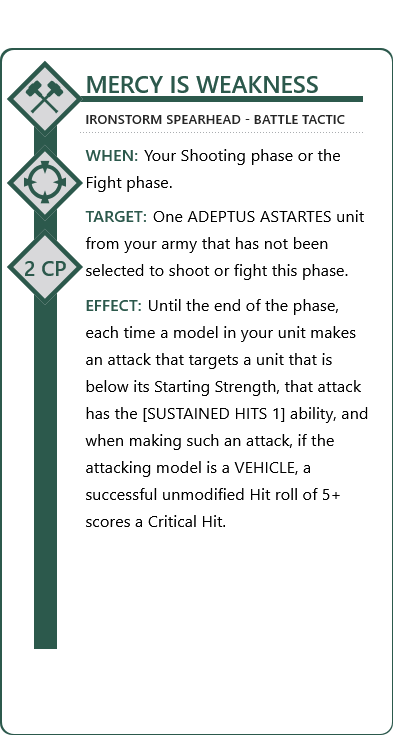 MERCY IS WEAKNESS
IRONSTORM SPEARHEAD - BATTLE TACTIC
WHEN: Your Shooting phase or the
Fight phase.
TARGET: One ADEPTUS ASTARTES unit
from your army that has not been
selected to shoot or fight this phase.
2 CP
EFFECT: Until the end of the phase,
each time a model in your unit makes
an attack that targets a unit that is
below its Starting Strength, that attack
has the [SUSTAINED HITS 1] ability, and
when making such an attack, if the
attacking model is a VEHICLE, a
successful unmodified Hit roll of 5+
scores a Critical Hit.